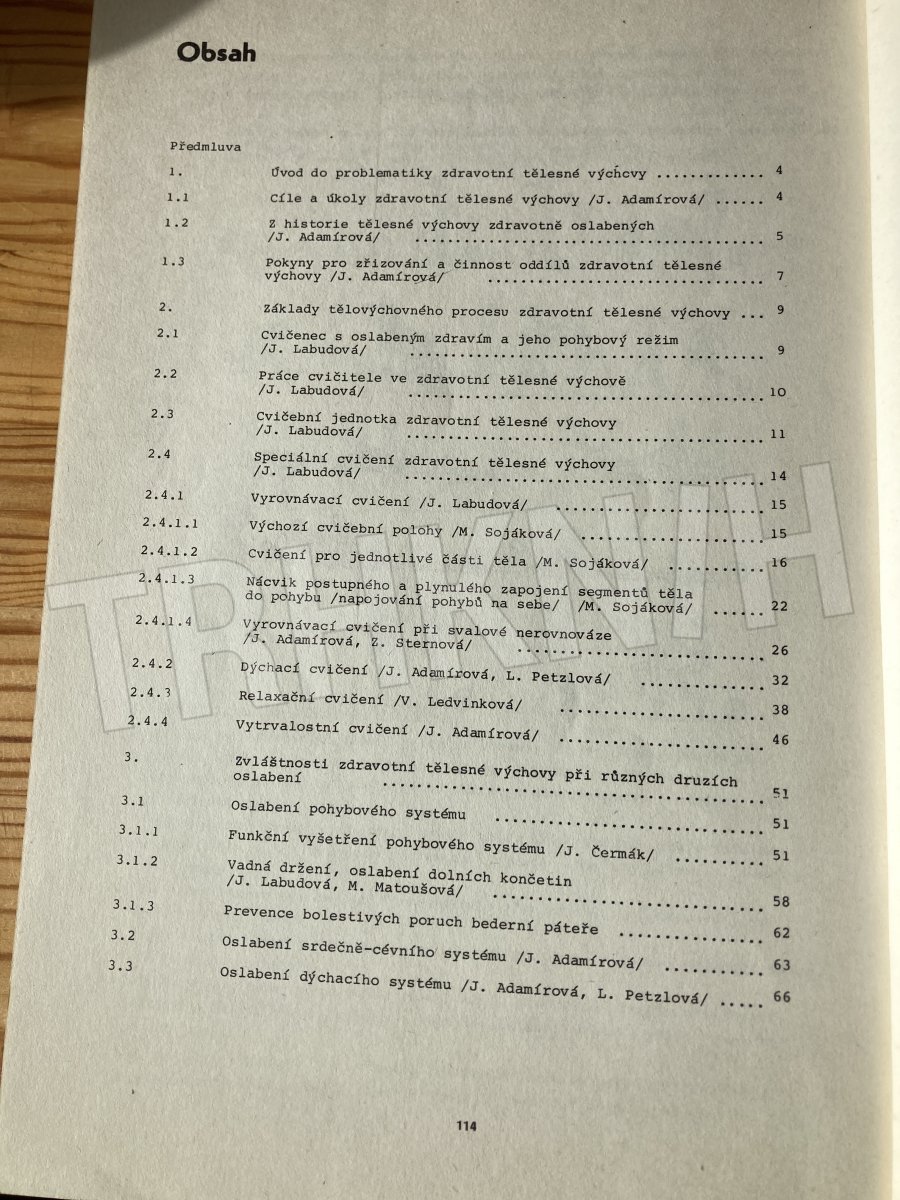 Obsah
Předmluva
1. Úvod do problematiky zdravotní tělesné výchovy ............. 4
1.1 Cíle a úkoly zdravotní tělesné výchovy /J. Adamírová/ ...... 4
1.2 Z historie tělesné výchovy zdravotně oslabených
/J. Adamírová/ .......................................... 5
1.3 Pokyny pro zřizování a činnost oddílů zdravotní tělesné
výchovy /J. Adamírová/ ................................. 7
2. Základy tělovýchovného procesu zdravotní tělesné výchovy ... 9
2.1 Cvičenec s oslabeným zdravím a jeho pohybový režim
/J. Labudová/ .......................................... 9
2.2 Práce cvičitele ve zdravotní tělesné výchově
/J. Labudová/ .......................................... 10
2.3 Cvičební jednotka zdravotní tělesné výchovy
/J. Labudová/ .......................................... 11
2.4 Speciální cvičení zdravotní tělesné výchovy
/J. Labudová/ .......................................... 14
2.4.1 Vyrovnávací cvičení /J. Labudová/ ......................... 15
2.4.1.1 Výchozí cvičební polohy /M. Sojáková/ ...................... 15
2.4.1.2 Cvičení pro jednotlivé části těla /M. Sojáková/ ............ 16
2.4.1.3 Nácvik postupného a plynulého zapojení segmentů těla
do pohybu /napojování pohybů na sebe/ /M. Sojáková/ ...... 22
2.4.1.4 Vyrovnávací cvičení při svalové nerovnováze
/J. Adamírová, Z. Sternová/ .............................. 26
2.4.2 Dýchací cvičení /J. Adamírová, L. Petzlová/ ............... 32
2.4.3 Relaxační cvičení /V. Ledvinková/ ......................... 38
2.4.4 Vytrvalostní cvičení /J. Adamírová/ ......................... 46
3. Zvláštnosti zdravotní tělesné výchovy při různých druzích
oslabení .............................................. 51
3.1 Oslabení pohybového systému ................................ 51
3.1.1 Funkční vyšetření pohybového systému /J. Čermák/ ........... 51
3.1.2 Vadná držení, oslabení dolních končetin
/J. Labudová, M. Matoušová/ ................................ 58
3.1.3 Prevence bolestivých poruch bederní páteře ................. 62
3.2 Oslabení srdečně-cévního systému /J. Adamírová/ ............ 63
3.3 Oslabení dýchacího systému /J. Adamírová, L. Petzlová/ ..... 66
114